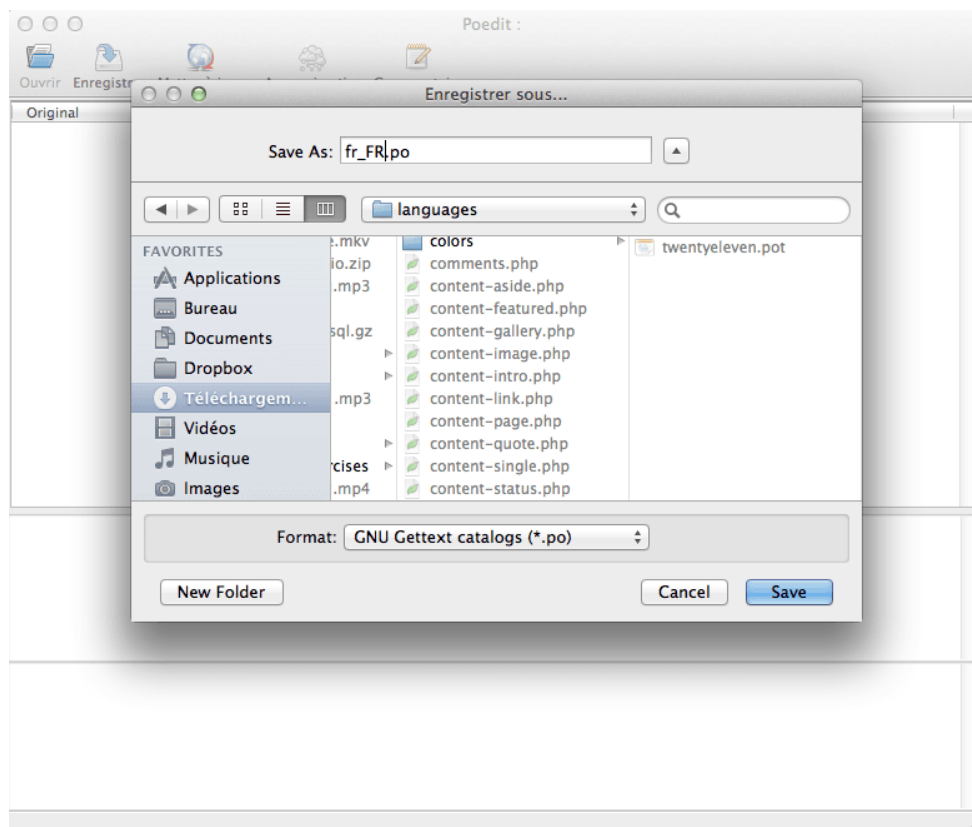 Poedit :
Ouvrir Enregistr
Enregistrer sous...
Original
Save As: fr_FR.po
languages
FAVORITES
Applications
Bureau
Documents
Dropbox
Téléchargem...
Vidéos
Musique
Images
e.mkv
io.zip
.mp3
sql.gz
.mp3
rcises
.mp4
colors
comments.php
content-aside.php
content-featured.php
content-gallery.php
content-image.php
content-intro.php
content-link.php
content-page.php
content-quote.php
content-single.php
content-status.php
twentyeleven.pot
Format: GNU Gettext catalogs (*.po)
New Folder
Cancel
Save